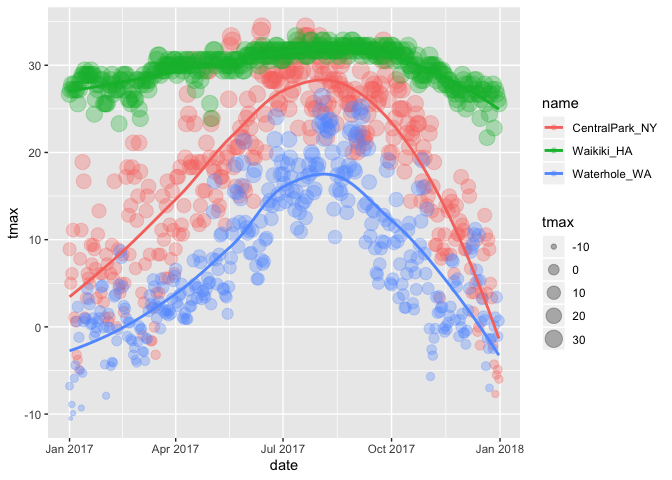 30
20
10
0
-10
tmax
Jan 2017
Apr 2017
Jul 2017
Oct 2017
Jan 2018
date
name
CentralPark_NY
Waikiki_HA
Waterhole_WA
tmax
-10
0
10
20
30